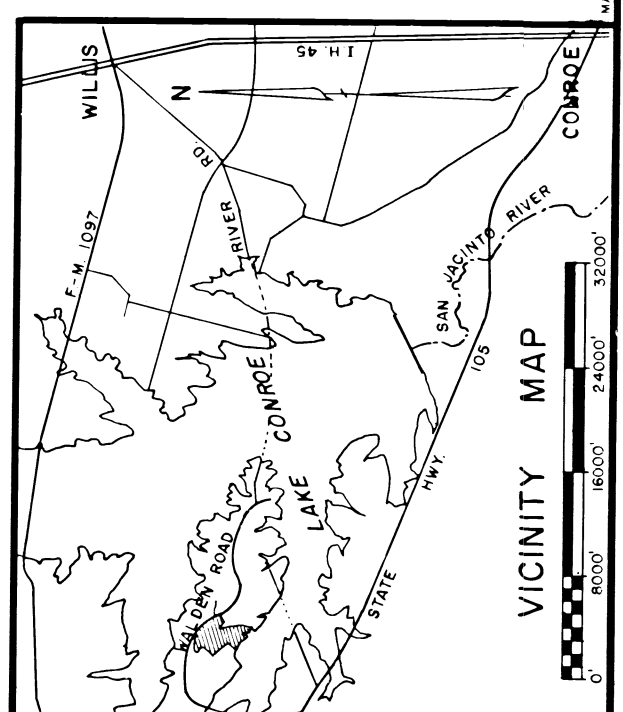 WILLIS
I.H. 45
N
CONROE
RD.
RIVER
F-M. 1097
SAN JACINTO RIVER
CONROE
LAKE
105
HWY.
STATE
WALDEN ROAD
VICINITY MAP
0' 8000' 16000' 24000' 32000'